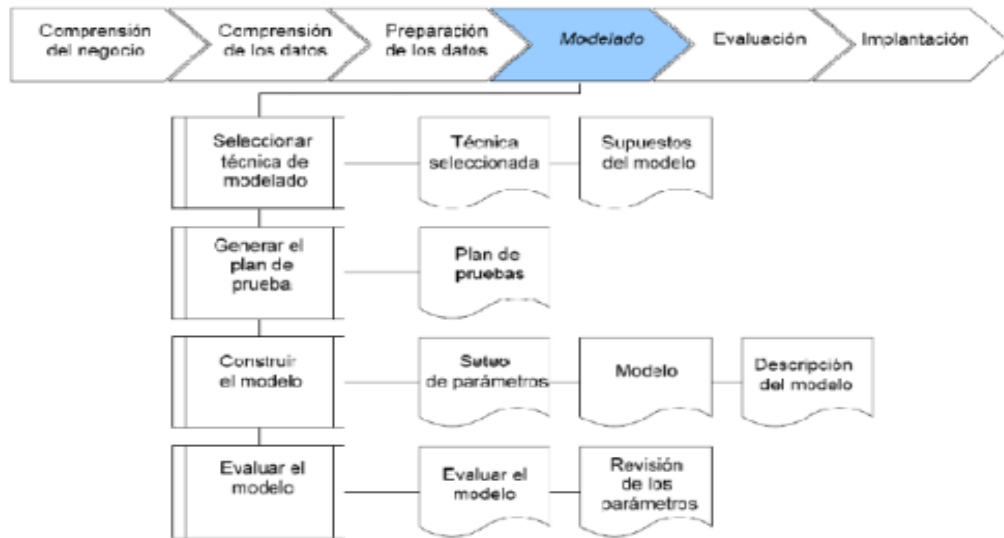 Comprensión
del negocio
Comprensión
de los datos
Preparación
de los datos
Modelado
Evaluación
Implantación
Seleccionar
técnica de
modelado
Técnica
seleccionada
Supuestos
del modelo
Generar el
plan de
prueba
Plan de
pruebas
Construir
el modelo
Seteo
de parámetros
Modelo
Descripción
del modelo
Evaluar el
modelo
Evaluar el
modelo
Revisión
de los
parámetros